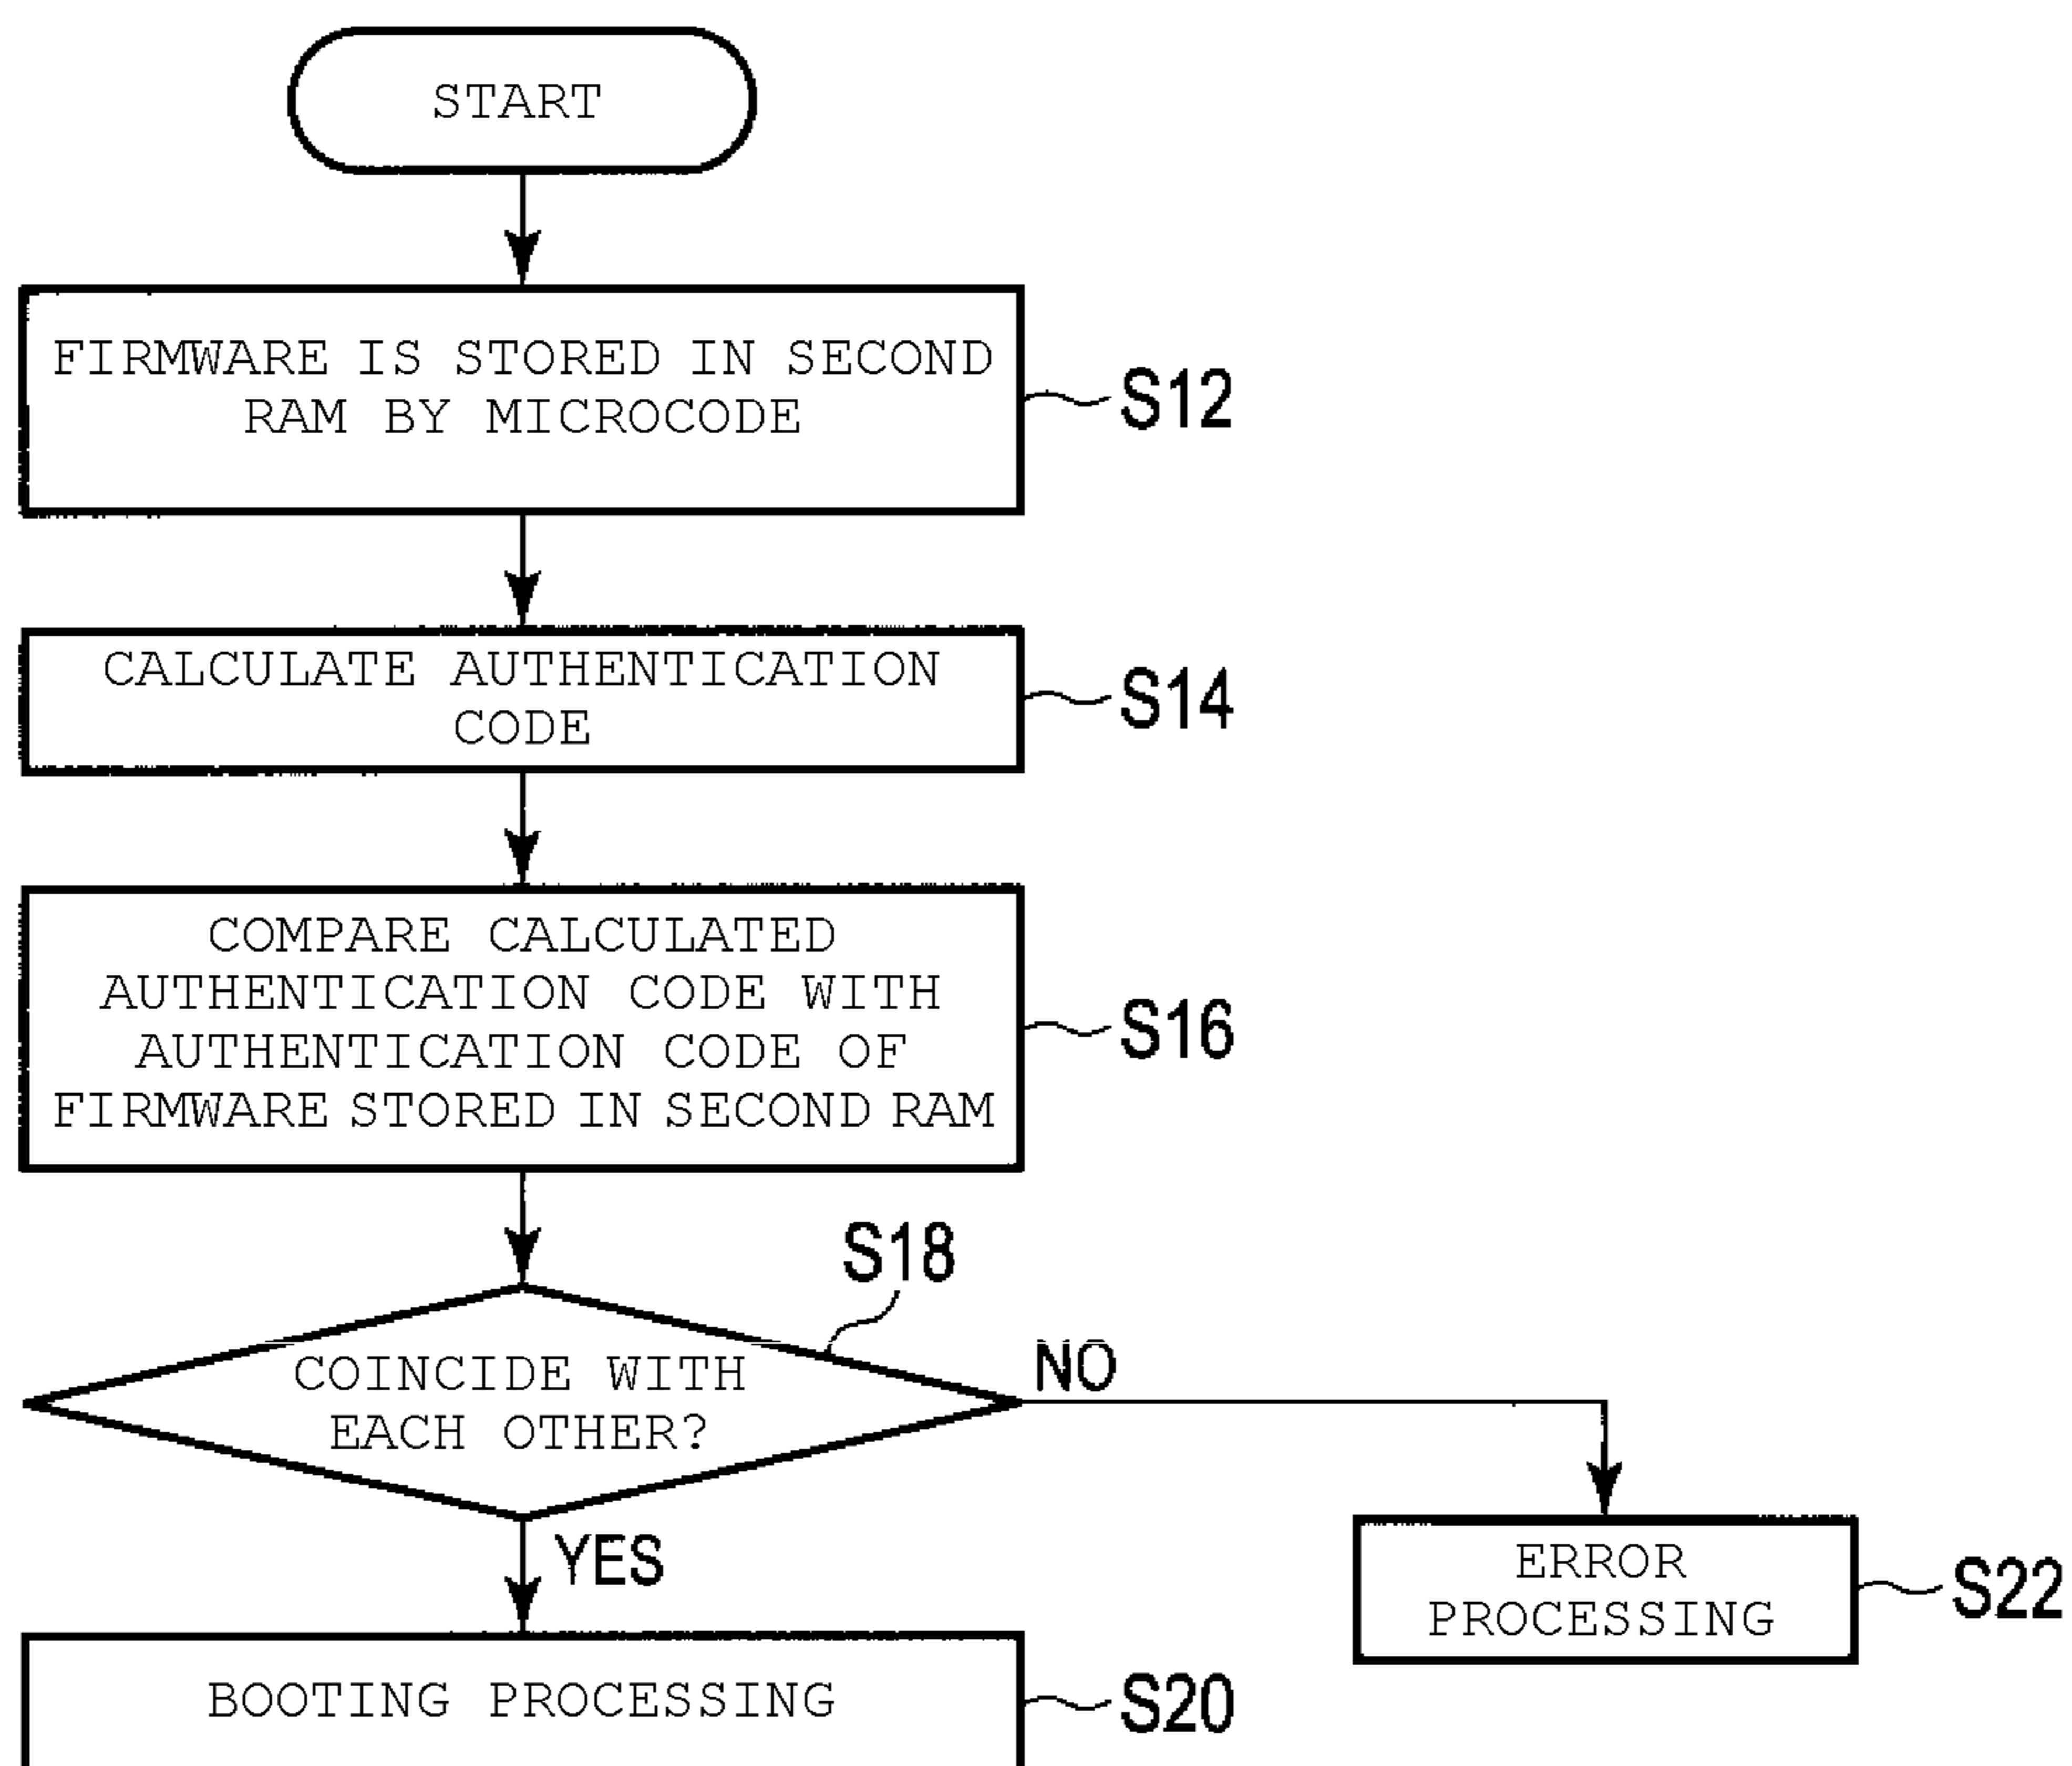 START
FIRMWARE IS STORED IN SECOND
RAM BY MICROCODE
S12
CALCULATE AUTHENTICATION
CODE
S14
COMPARE CALCULATED
AUTHENTICATION CODE WITH
AUTHENTICATION CODE OF
FIRMWARE STORED IN SECOND RAM
S16
S18
COINCIDE WITH
EACH OTHER?
NO
YES
ERROR
PROCESSING
S22
BOOTING PROCESSING
S20